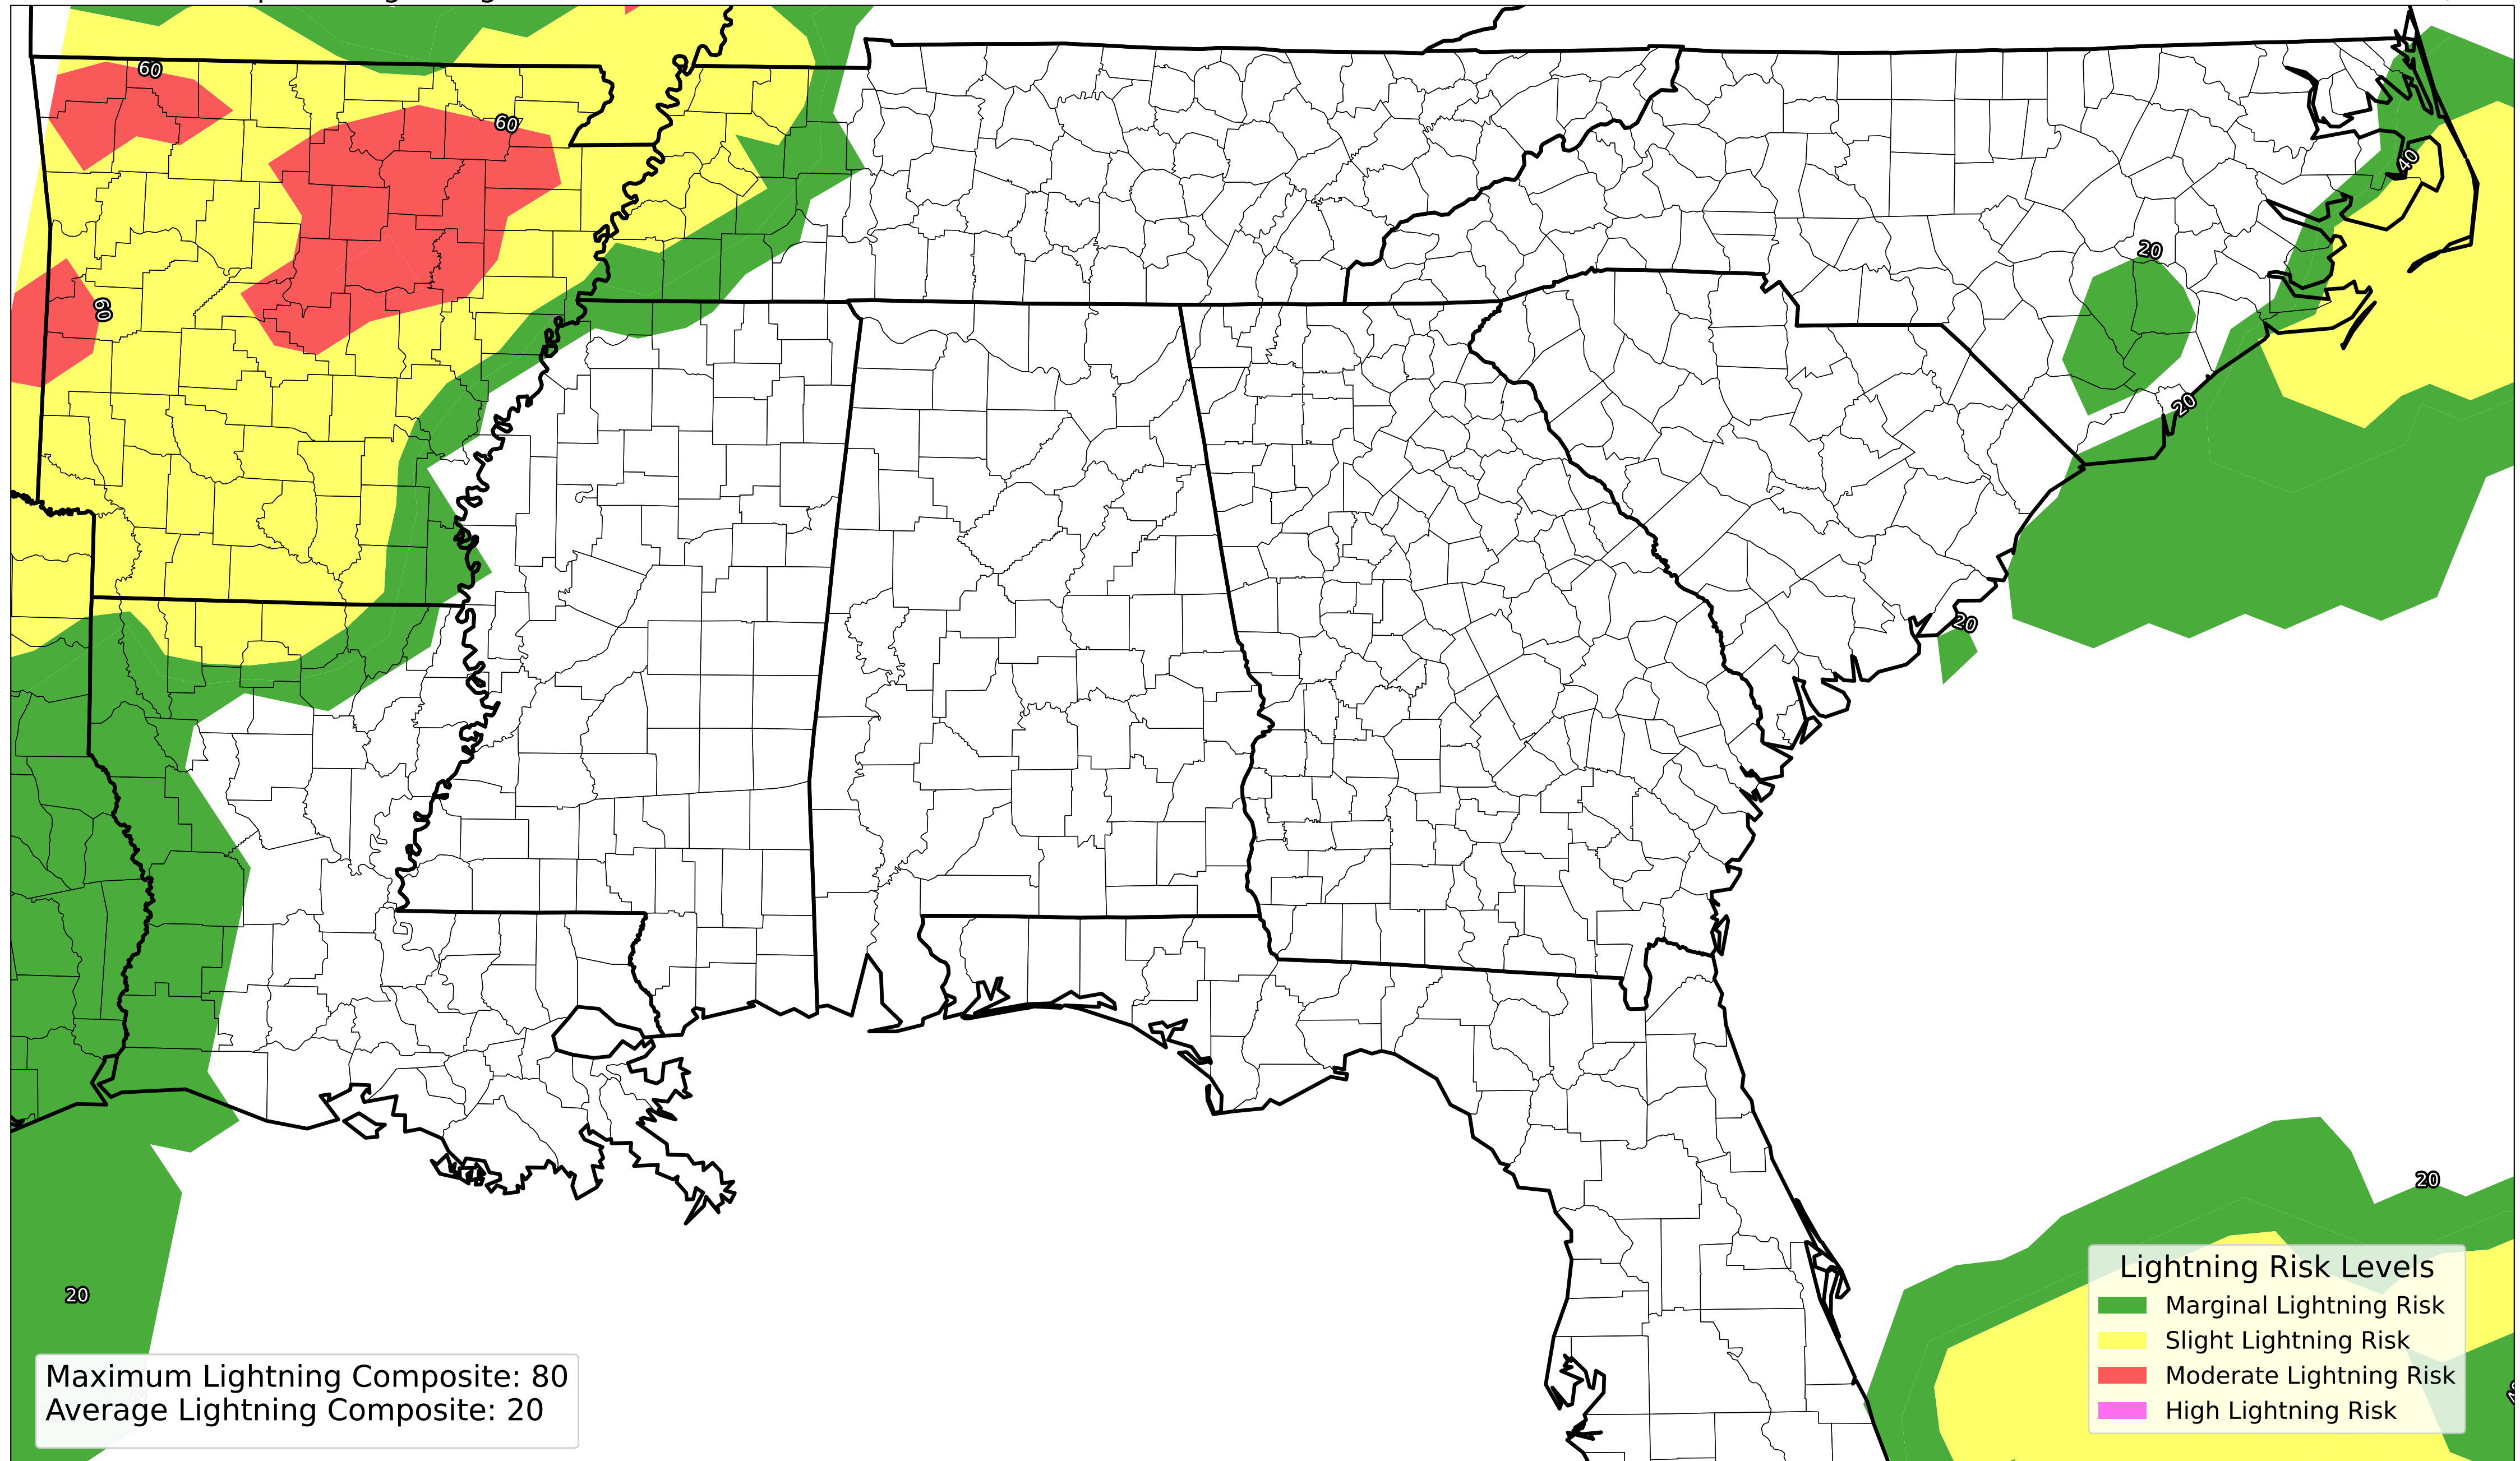 60
60
60
40
20
20
20
20
20
Lightning Risk Levels
Marginal Lightning Risk
Slight Lightning Risk
Moderate Lightning Risk
High Lightning Risk
Maximum Lightning Composite: 80
Average Lightning Composite: 20